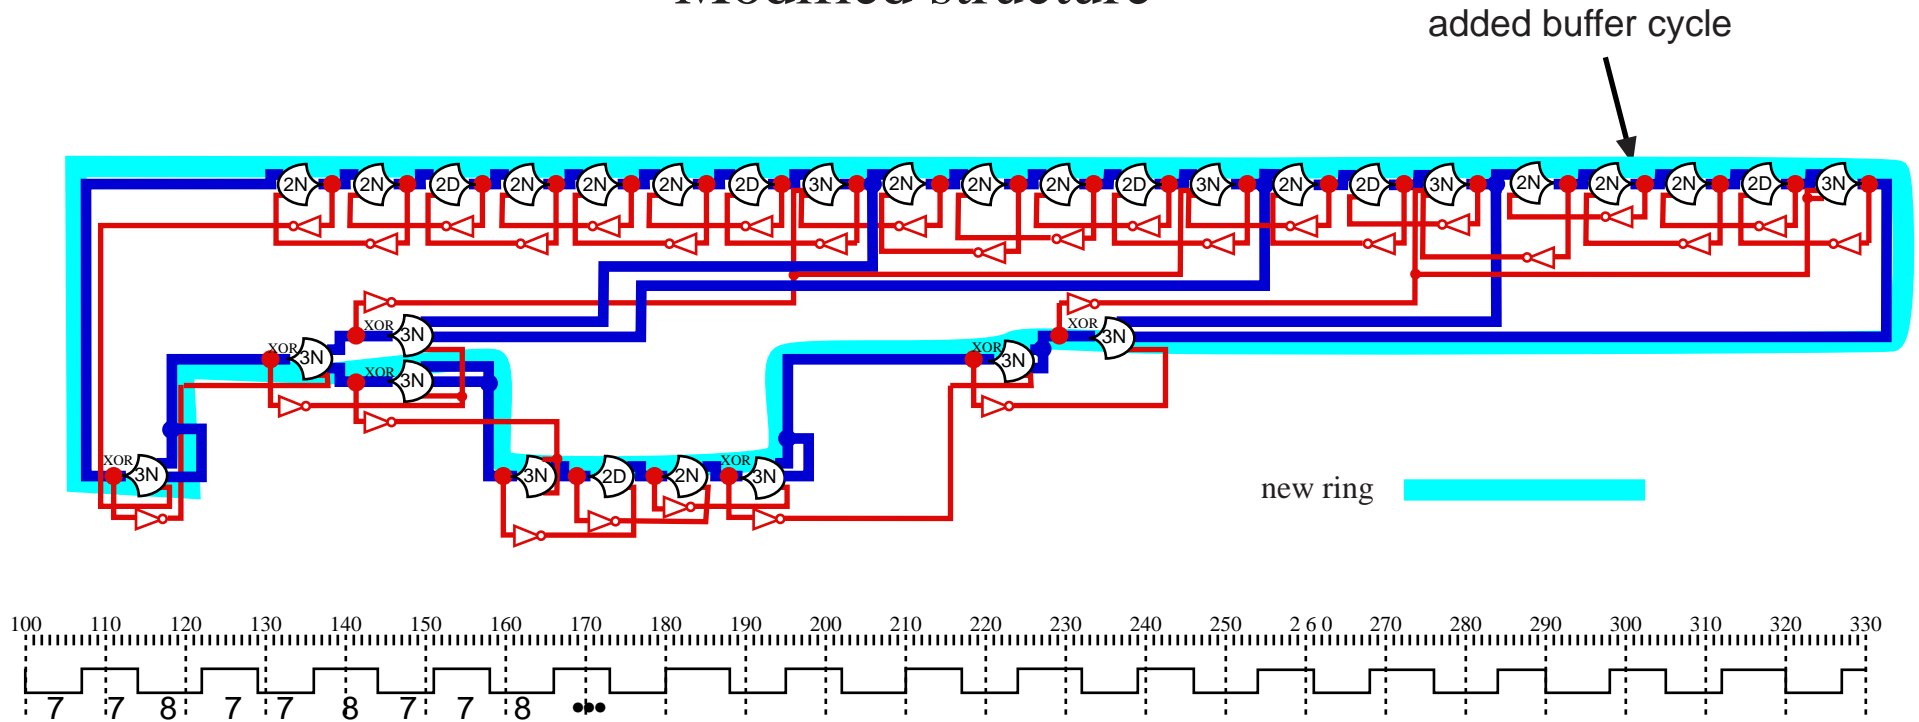 Modified structure
added buffer cycle
2N 2N 2D 2N 2N 2N 2D 3N 2N 2N 2N 2D 3N 2N 2D 3N 2N 2N 2N 2D 3N
XOR 3N XOR 3N
XOR 3N XOR 3N
XOR 3N
XOR 3N 3N 2D 2N XOR 3N
new ring
100 110 120 130 140 150 160 170 180 190 200 210 220 230 240 250 2 6 0 270 280 290 300 310 320 330
7 7 8 7 7 8 7 7 8 •••